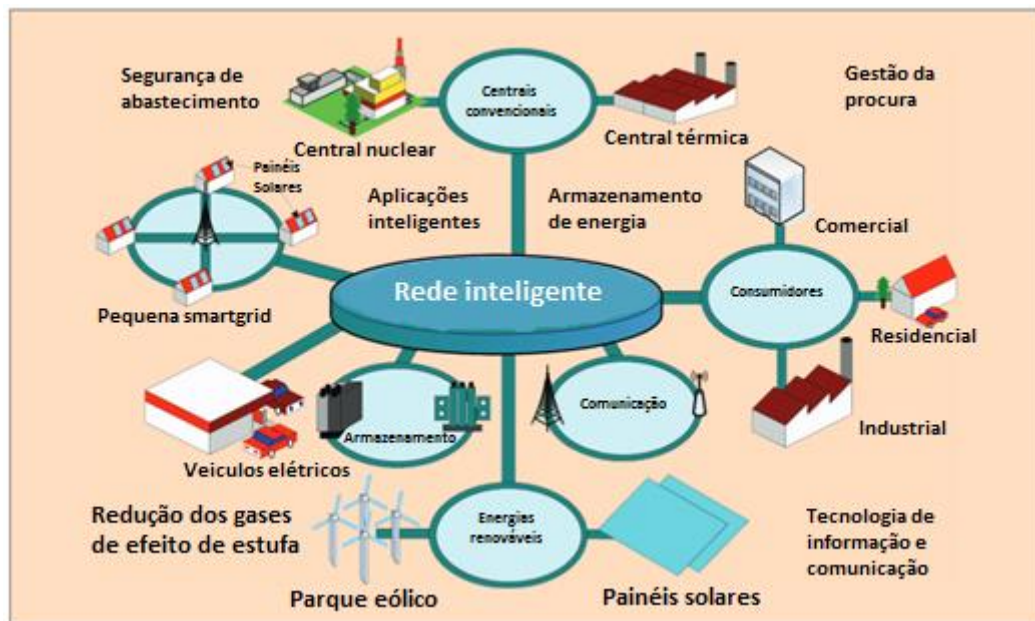 Segurança de
abastecimento
Centrais
convencionais
Gestão da
procura
Central nuclear
Central térmica
Painéis
Solares
Aplicações
inteligentes
Armazenamento
de energia
Comercial
Rede inteligente
Consumidores
Pequena smartgrid
Residencial
Armazenamento
Comunicação
Industrial
Veiculos elétricos
Redução dos gases
de efeito de estufa
Energias
renováveis
Tecnologia de
informação e
comunicação
Parque eólico
Painéis solares